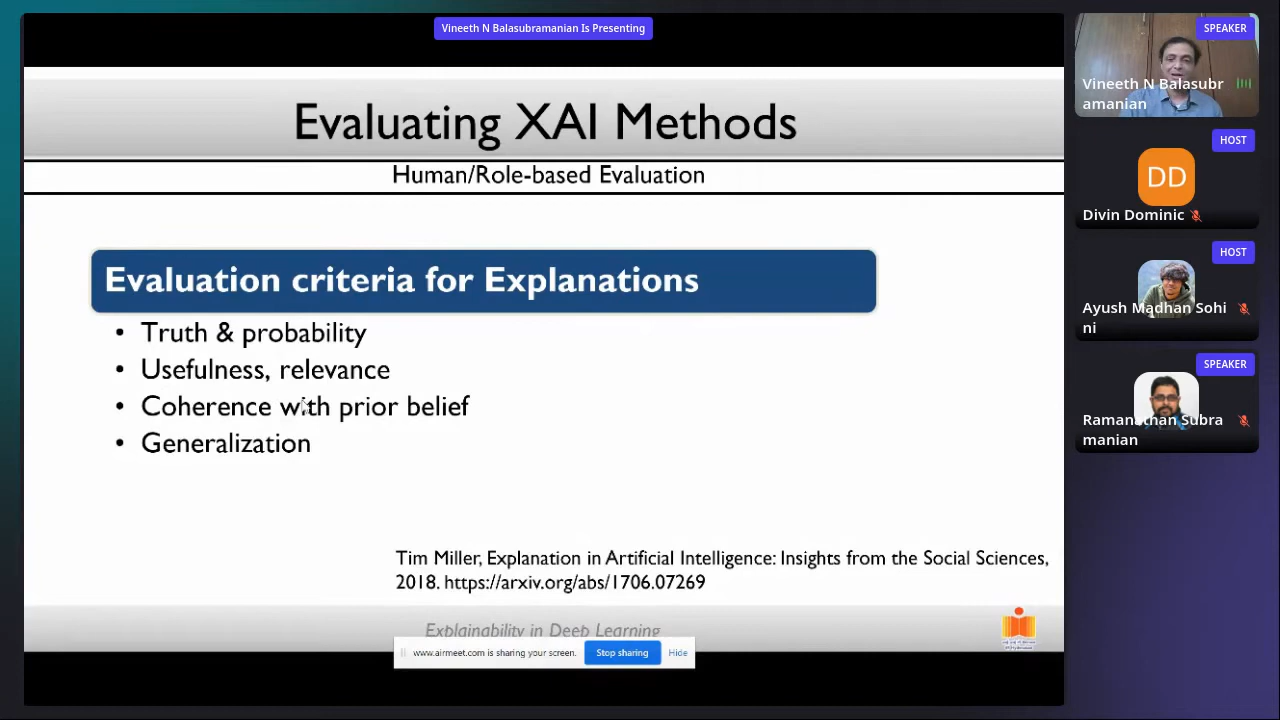 Vineeth N Balasubramanian Is Presenting
Evaluating XAI Methods
Human/Role-based Evaluation
Evaluation criteria for Explanations
• Truth & probability
• Usefulness, relevance
• Coherence with prior belief
• Generalization
Tim Miller, Explanation in Artificial Intelligence: Insights from the Social Sciences,
2018. https://arxiv.org/abs/1706.07269
Explainability in Deep Learning
www.airmeet.com is sharing your screen.
Stop sharing
Hide
SPEAKER
Vineeth N Balasubr
amanian
HOST
DD
Divin Dominic
HOST
Ayush Madhan Sohi
ni
SPEAKER
Ramanathan Subra
manian